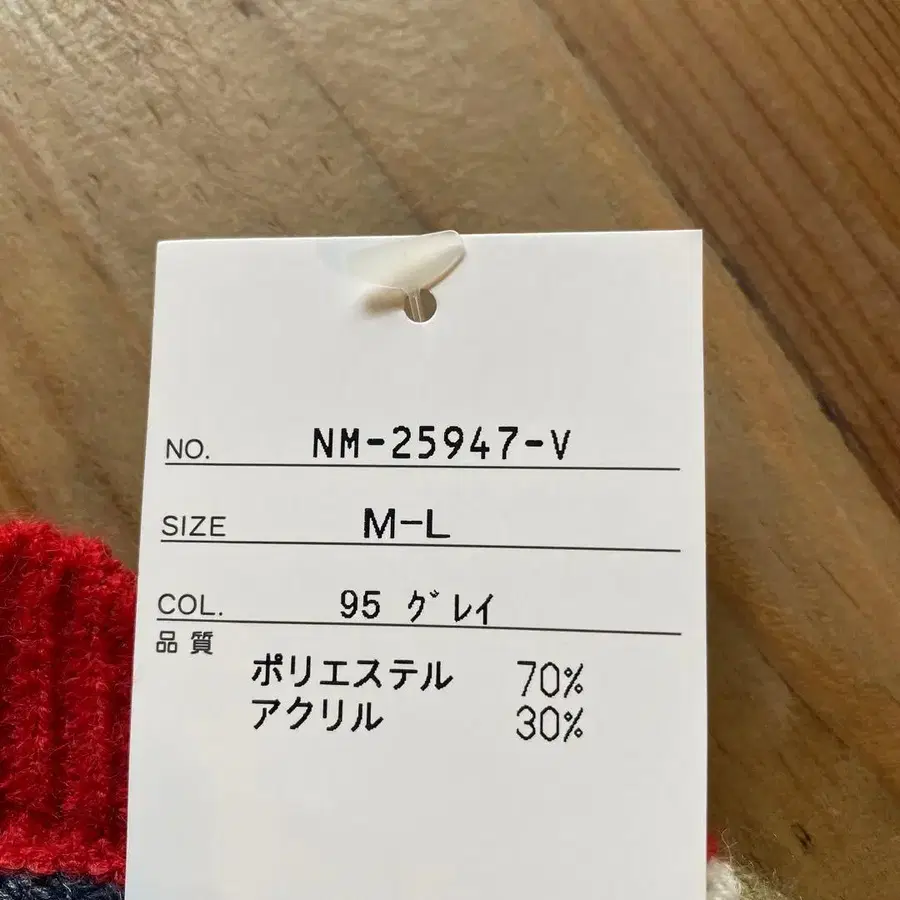 NO. NM-25947-V
SIZE M-L
COL. 95 グレイ
品質
ポリエステル 70%
アクリル 30%